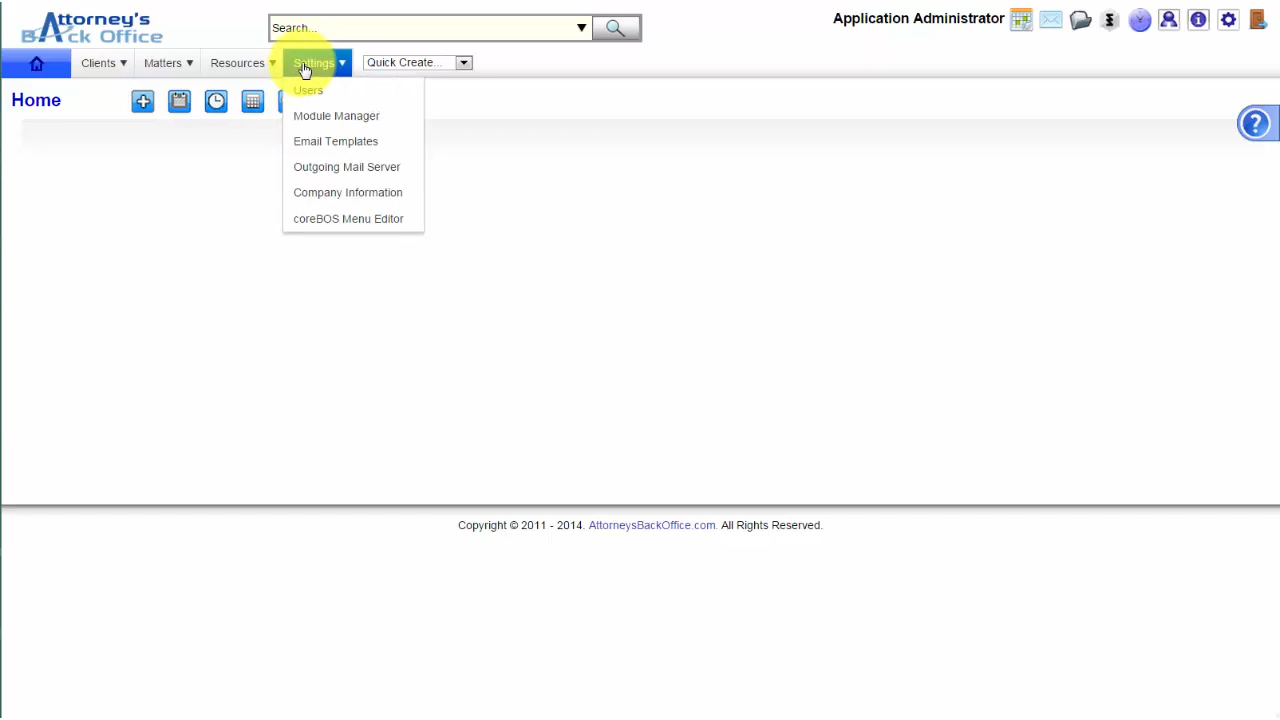 Attorney's
Back Office
Search...
Application Administrator
Clients
Matters
Resources
Settings
Quick Create...
Home
Users
Module Manager
Email Templates
Outgoing Mail Server
Company Information
coreBOS Menu Editor
Copyright © 2011 - 2014. AttorneysBackOffice.com. All Rights Reserved.